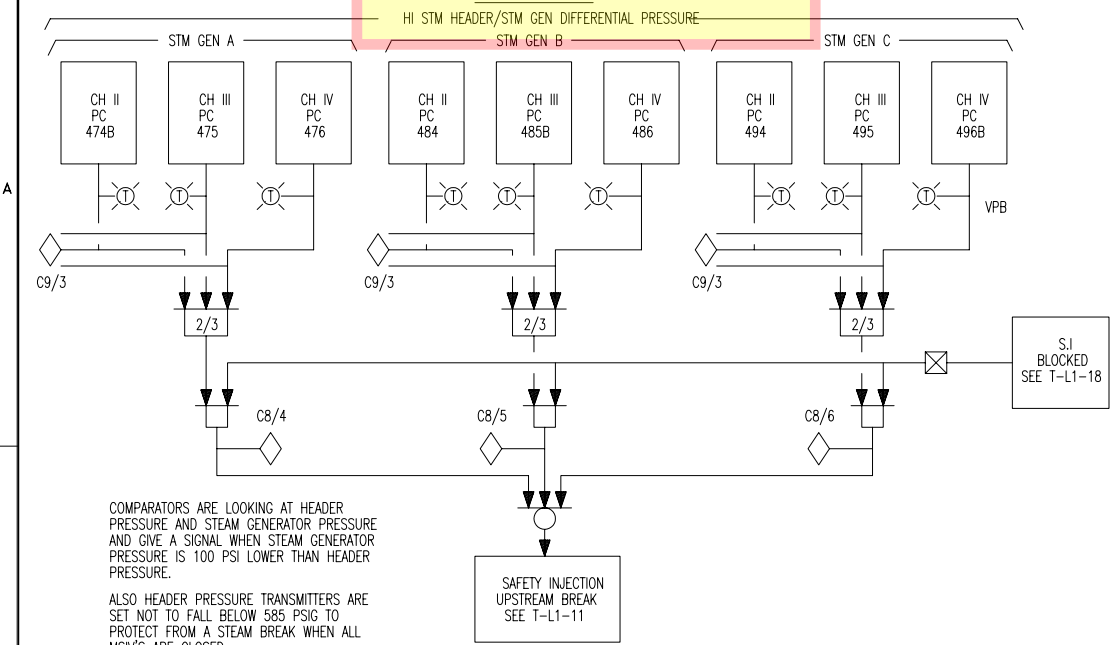 HI STM HEADER/STM GEN DIFFERENTIAL PRESSURE
STM GEN A
STM GEN B
STM GEN C
CH II
PC
474B
CH III
PC
475
CH IV
PC
476
CH II
PC
484
CH III
PC
485B
CH IV
PC
486
CH II
PC
494
CH III
PC
495
CH IV
PC
496B
A
T
T
T
T
T
T
T
T
T
VPB
C9/3
C9/3
C9/3
2/3
2/3
2/3
S.I
BLOCKED
SEE T-L1-18
C8/4
C8/5
C8/6
COMPARATORS ARE LOOKING AT HEADER
PRESSURE AND STEAM GENERATOR PRESSURE
AND GIVE A SIGNAL WHEN STEAM GENERATOR
PRESSURE IS 100 PSI LOWER THAN HEADER
PRESSURE.
ALSO HEADER PRESSURE TRANSMITTERS ARE
SET NOT TO FALL BELOW 585 PSIG TO
PROTECT FROM A STEAM BREAK WHEN ALL
MSIV'S ARE CLOSED
SAFETY INJECTION
UPSTREAM BREAK
SEE T-L1-11